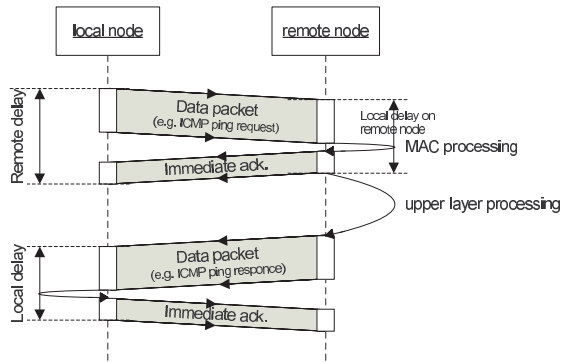 local node
remote node
Remote delay
Data packet
(e.g. ICMP ping request)
Local delay on
remote node
MAC processing
Immediate ack.
upper layer processing
Local delay
Data packet
(e.g. ICMP ping responce)
Immediate ack.